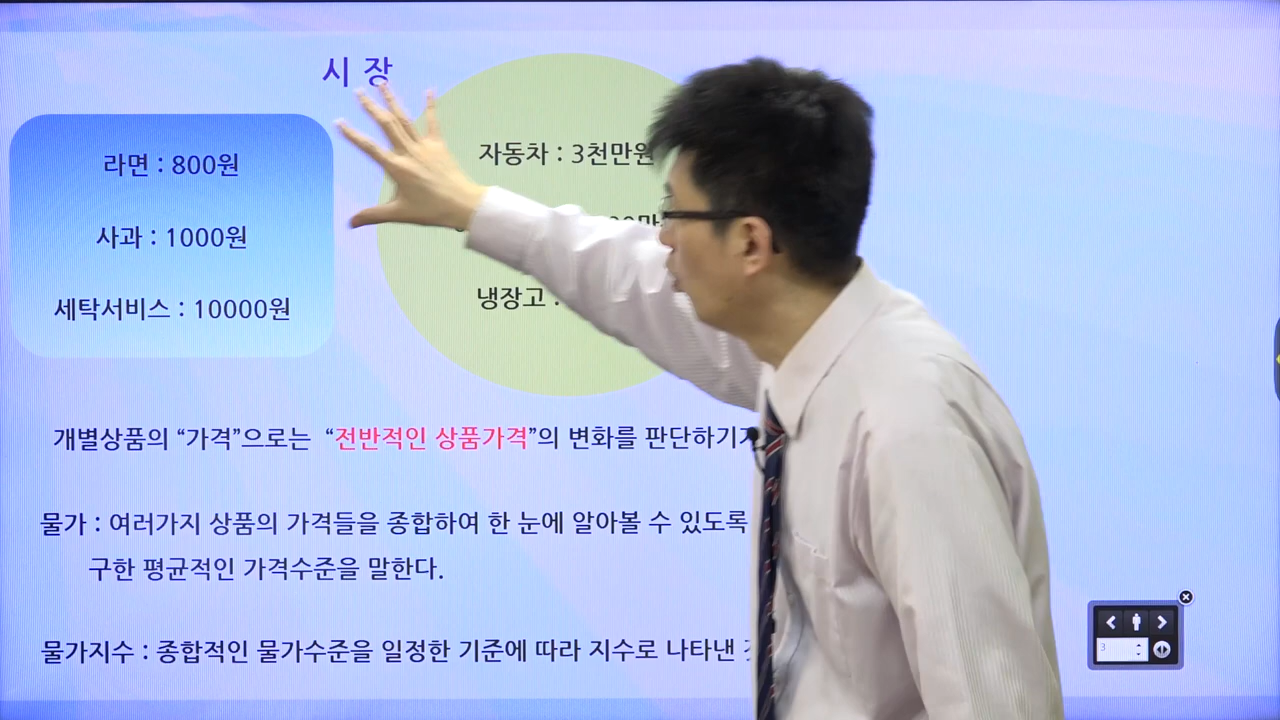 시 장
라면 : 800원
사과 : 1000원
세탁서비스 : 10000원
자동차 : 3천만원
냉장고 :
개별상품의 “가격”으로는 “전반적인 상품가격”의 변화를 판단하기가
물가 : 여러가지 상품의 가격들을 종합하여 한 눈에 알아볼 수 있도록
구한 평균적인 가격수준을 말한다.
물가지수 : 종합적인 물가수준을 일정한 기준에 따라 지수로 나타낸
3